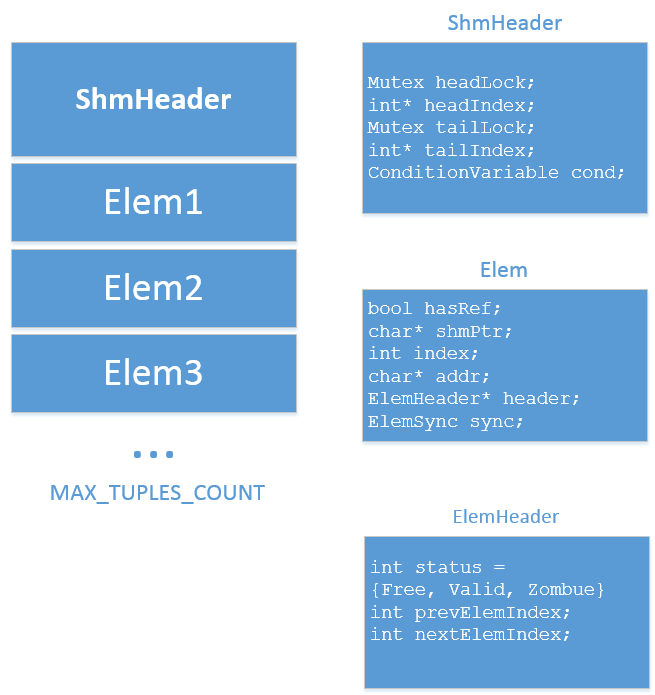 ShmHeader
Elem1
Elem2
Elem3
...
MAX_TUPLES_COUNT
ShmHeader
Mutex headLock;
int* headIndex;
Mutex tailLock;
int* tailIndex;
ConditionVariable cond;
Elem
bool hasRef;
char* shmPtr;
int index;
char* addr;
ElemHeader* header;
ElemSync sync;
ElemHeader
int status =
{Free, Valid, Zombue}
int prevElemIndex;
int nextElemIndex;